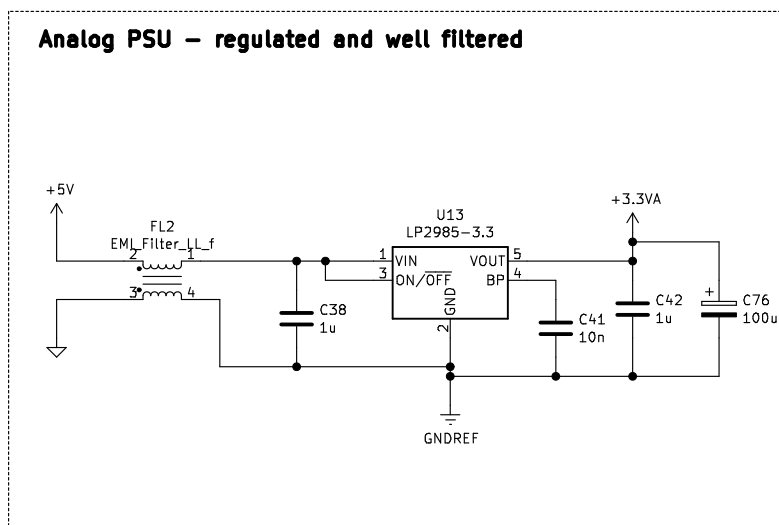 Analog PSU – regulated and well filtered
+5V
FL2
EMI_Filter_LL_f
2 1
3 4
U13
LP2985-3.3
1 VIN VOUT 5
3 ON/OFF BP 4
GND
2
C38
1u
C41
10n
+3.3VA
C42
1u
+
C76
100u
GNDREF